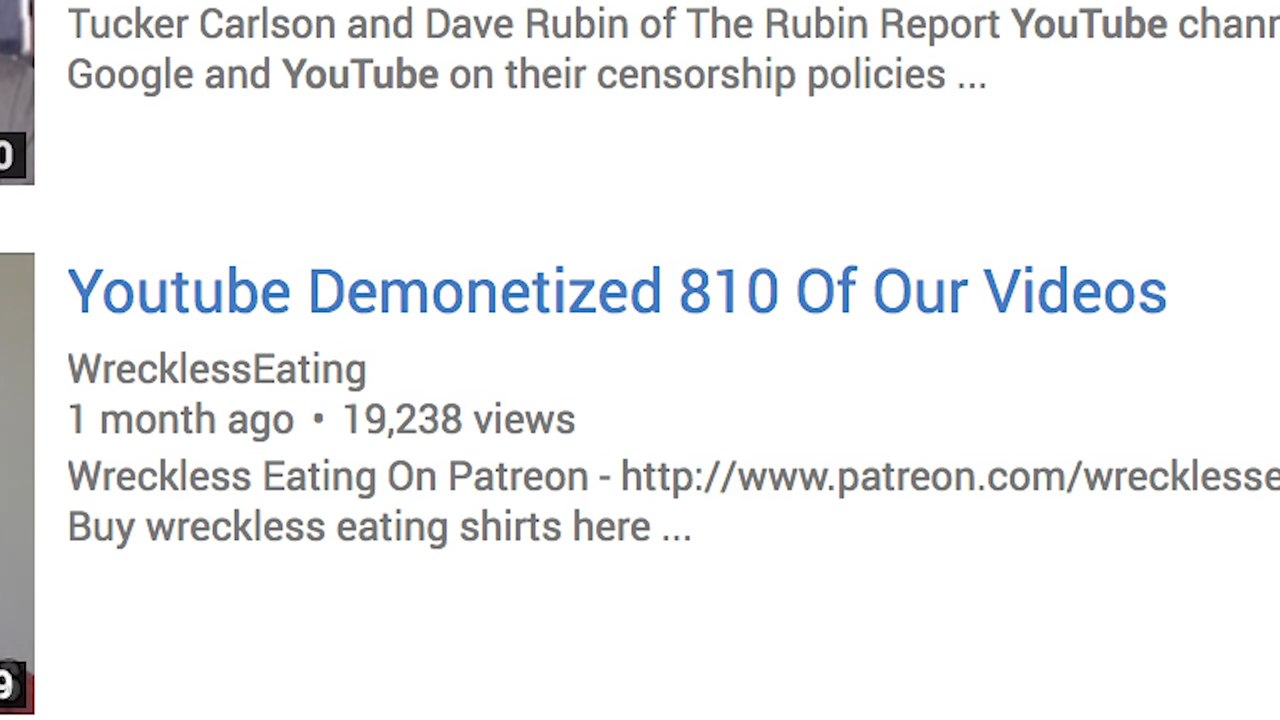 Tucker Carlson and Dave Rubin of The Rubin Report YouTube
Google and YouTube on their censorship policies ...
0
Youtube Demonetized 810 Of Our Videos
WrecklessEating
1 month ago • 19,238 views
Wreckless Eating On Patreon - http://www.patreon.com/wrecklesse
Buy wreckless eating shirts here ...
9